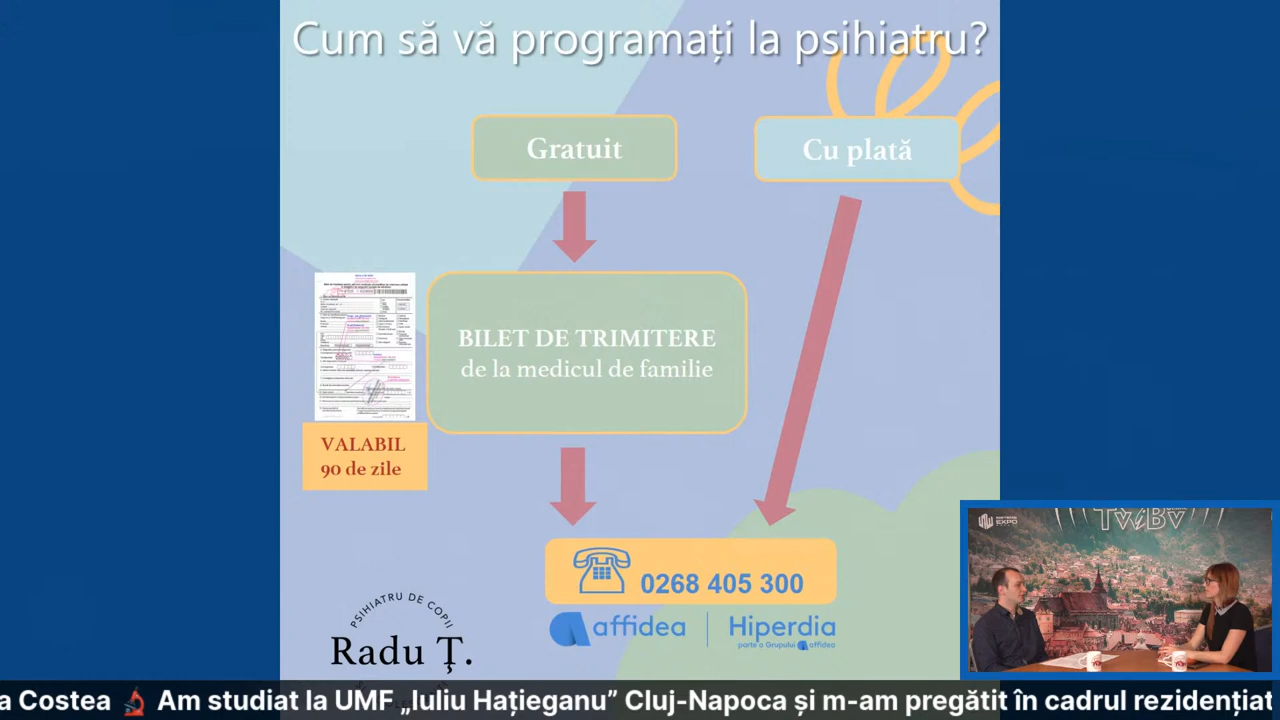 Cum să vă programați la psihiatru?
Gratuit
Cu plată
BILET DE TRIMITERE
de la medicul de familie
VALABIL
90 de zile
0268 405 300
affidea
Hiperdia
parte a Grupului affidea
PSIHIATRU DE COPII
Radu Ț.
EXPO
TviBv
a Costea 🔬 Am studiat la UMF „Iuliu Hațieganu” Cluj-Napoca și m-am pregătit în cadrul rezidențiat